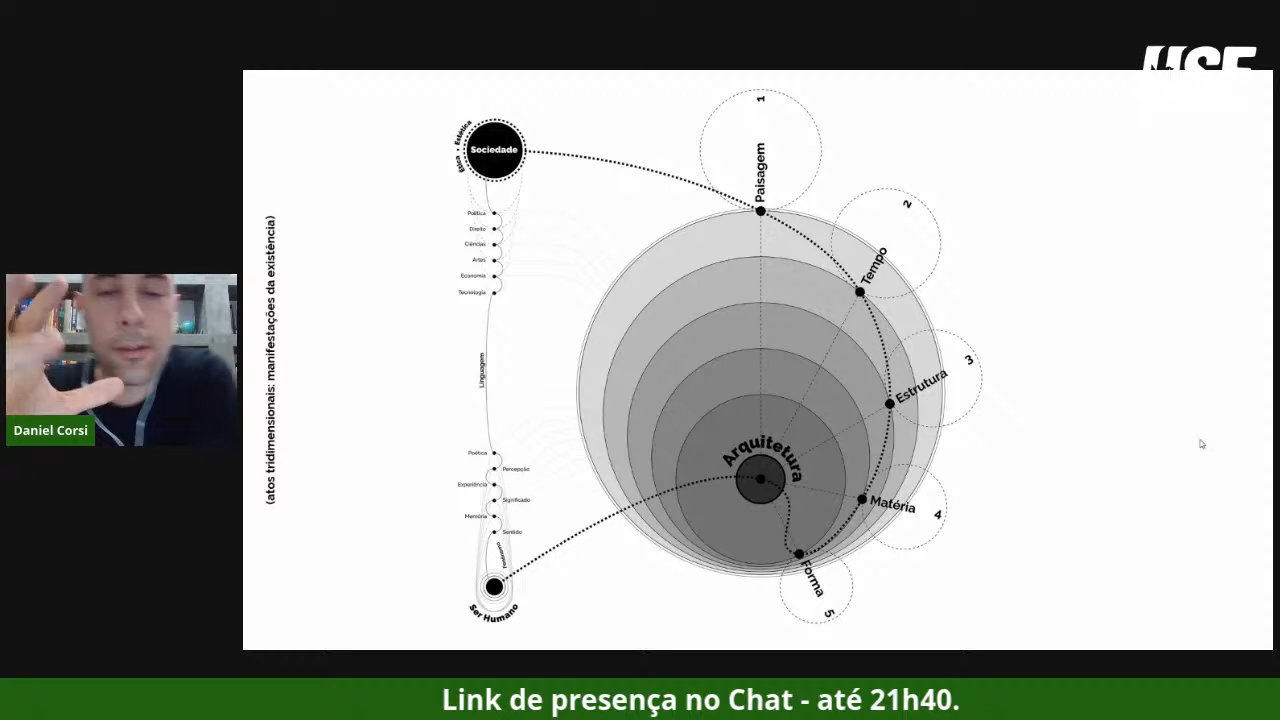 USF
(atos tridimensionais: manifestações da existência)
Ética • Estética
Sociedade
Política
Direito
Ciências
Artes
Economia
Tecnologia
Linguagem
Poética
Percepção
Experiência
Significado
Memória
Sentido
Ser Humano
1
Paisagem
2
Tempo
3
Estrutura
4
Matéria
5
Forma
Arquitetura
Daniel Corsi
Link de presença no Chat - até 21h40.